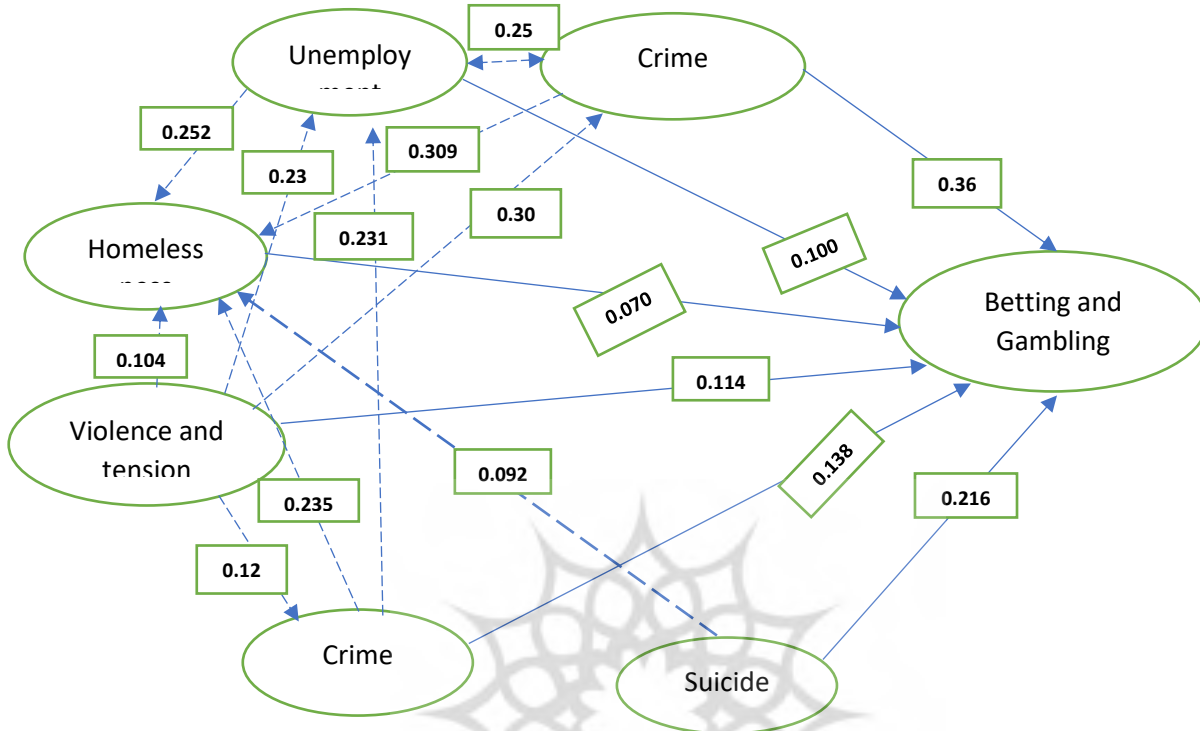 0.25
Unemploy
Crime
0.252
0.309
0.23
0.36
0.30
Homeless
0.231
0.100
0.070
Betting and
Gambling
0.104
0.114
Violence and
tension
0.092
0.138
0.235
0.216
0.12
Crime
Suicide